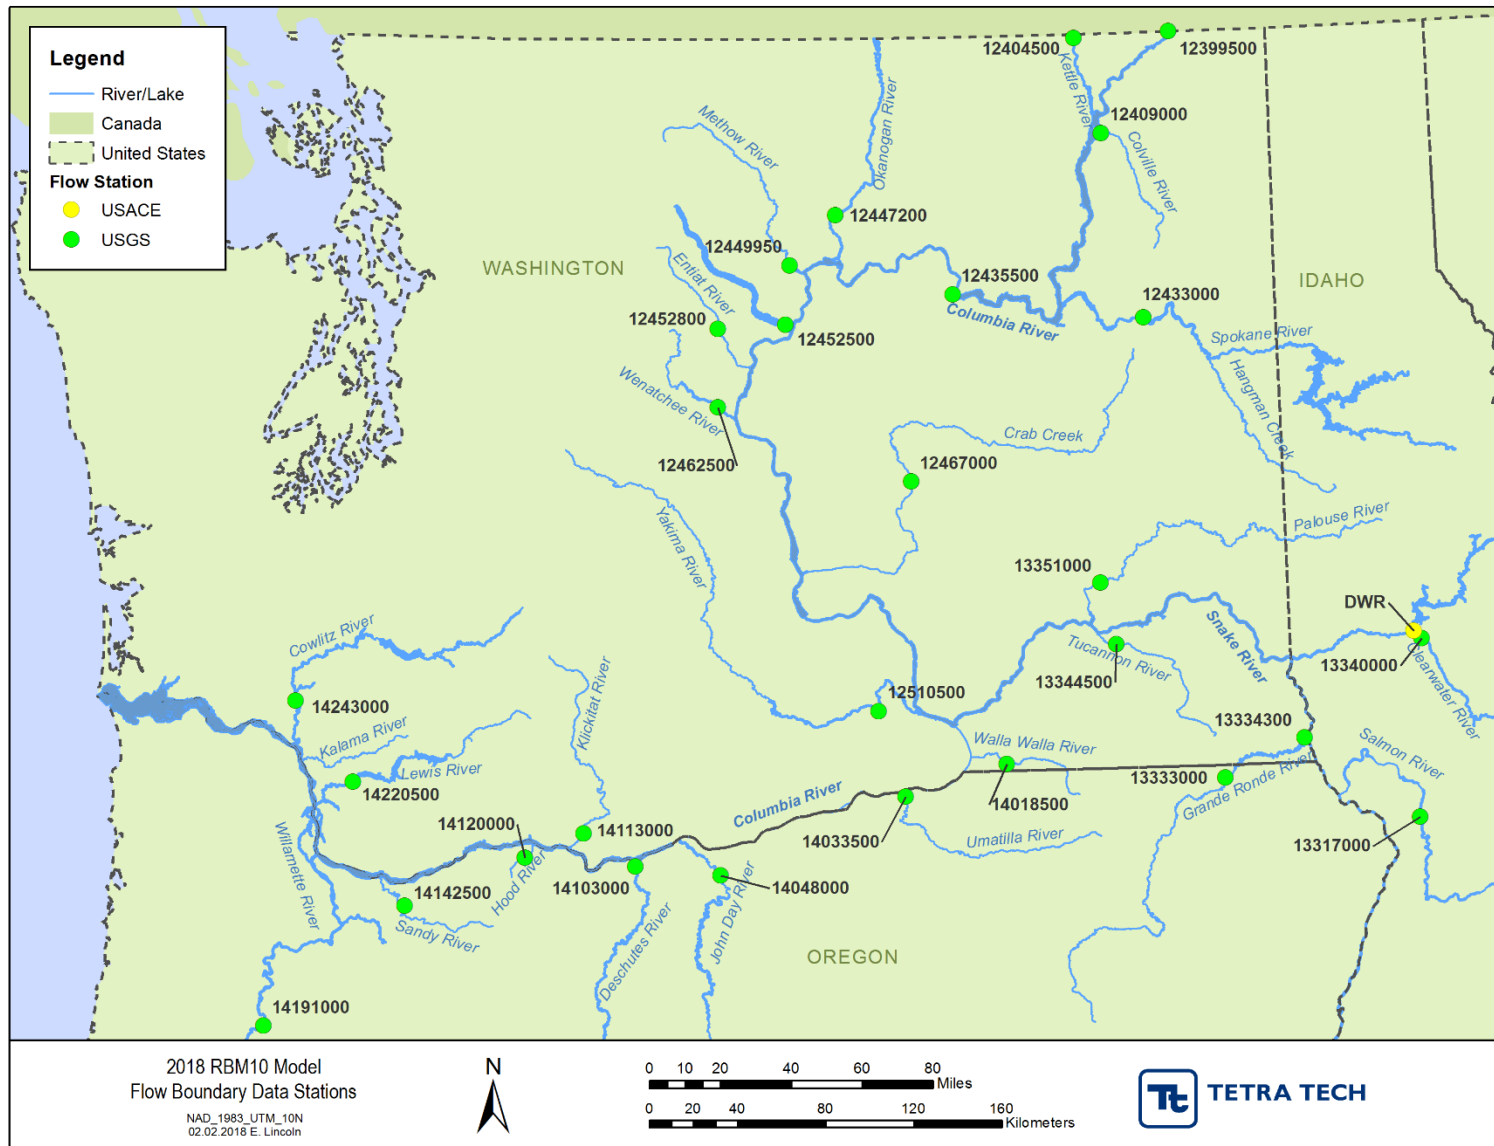 Legend
River/Lake
Canada
United States
Flow Station
USACE
USGS
12404500
12399500
Kettle River
12409000
Colville River
Methow River
Okanogan River
12447200
12449950
WASHINGTON
Entiat River
12435500
IDAHO
Columbia River
12433000
12452800
12452500
Spokane River
Hangman Creek
Wenatchee River
12462500
Crab Creek
12467000
Yakima River
Palouse River
13351000
DWR
Snake River
Tucannon River
13344500
13340000
Clearwater River
Cowlitz River
14243000
Klickitat River
12510500
Kalama River
Walla Walla River
13334300
Salmon River
Lewis River
14220500
14018500
13333000
Grande Ronde River
Columbia River
14120000
14113000
14033500
Umatilla River
13317000
Willamette River
Hood River
14103000
14048000
14142500
Sandy River
Deschutes River
John Day River
OREGON
14191000
2018 RBM10 Model
Flow Boundary Data Stations
NAD_1983_UTM_10N
02.02.2018 E. Lincoln
N
0 10 20 40 60 80
Miles
0 20 40 80 120 160
Kilometers
Tt TETRA TECH